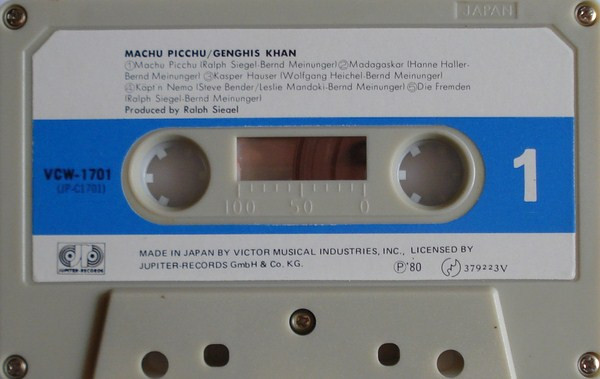 JAPAN
MACHU PICCHU/GENGHIS KHAN
①Machu Picchu (Ralph Siegel-Bernd Meinunger)②Madagaskar (Hanne Haller-
Bernd Meinunger) ③Kasper Hauser (Wolfgang Heichel-Bernd Meinunger)
④Käpt'n Nemo (Steve Bender/Leslie Mandoki-Bernd Meinunger) ⑤Die Fremden
(Ralph Siegel-Bernd Meinunger)
Produced by Ralph Siegel
VCW-1701
(JP-C1701)
1
100 50 0
JUPITER-RECORDS
MADE IN JAPAN BY VICTOR MUSICAL INDUSTRIES, INC., LICENSED BY
JUPITER-RECORDS GmbH & Co. KG.
Ⓟ'80 379223V